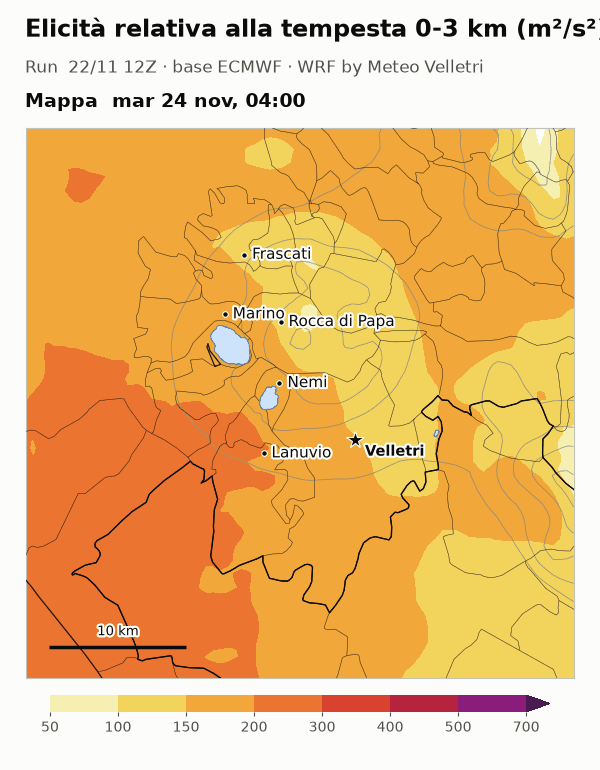 Elicità relativa alla tempesta 0-3 km (m²/s²)
Run 22/11 12Z · base ECMWF · WRF by Meteo Velletri
Mappa mar 24 nov, 04:00
Frascati
Marino
Rocca di Papa
Nemi
Velletri
Lanuvio
10 km
50 100 150 200 300 400 500 700